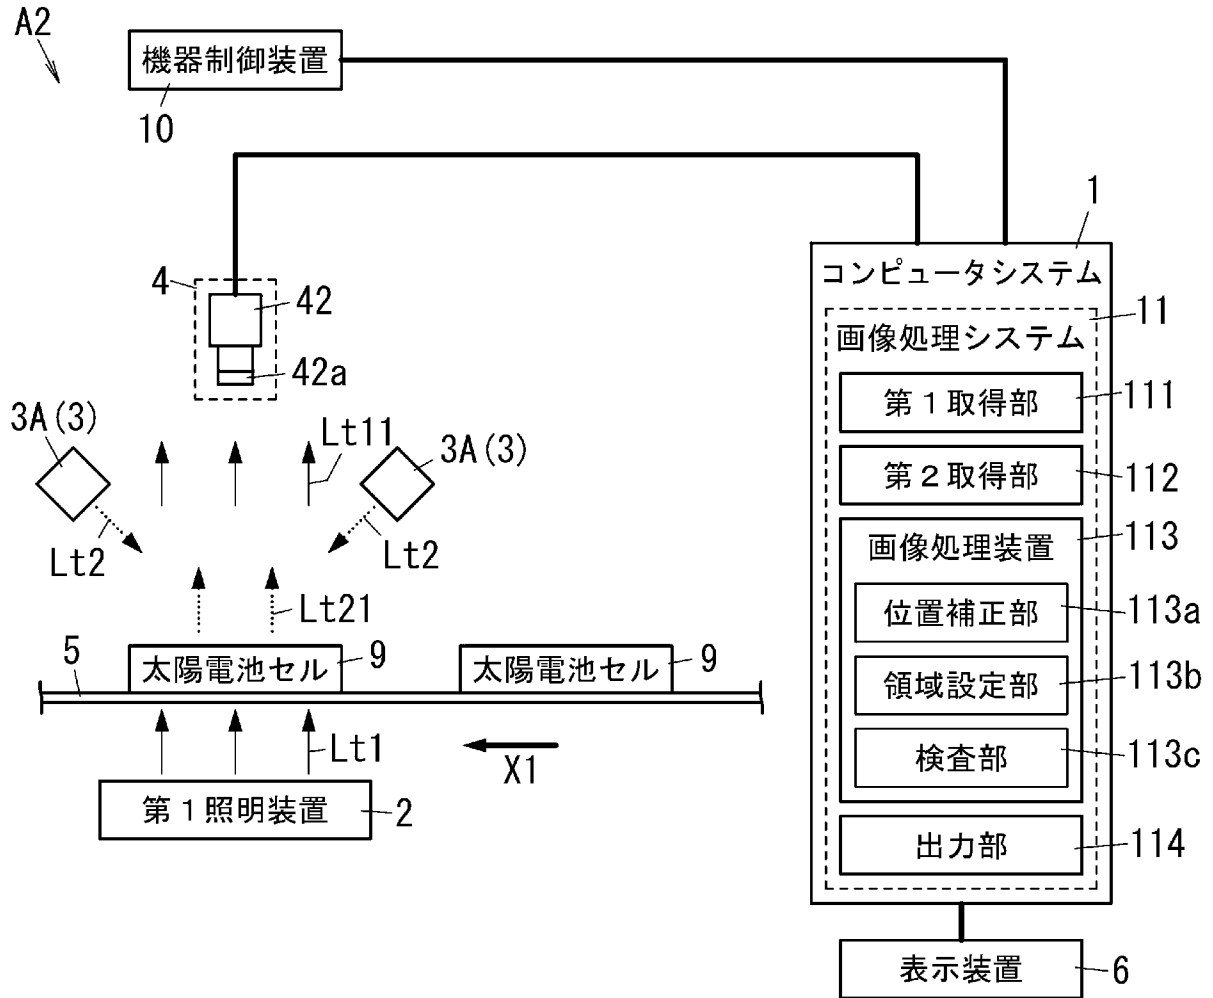 A2
機器制御装置
10
1
コンピュータシステム
4
42
11
画像処理システム
42a
第1取得部
111
3A(3)
Lt11
3A(3)
第2取得部
112
Lt2
Lt2
画像処理装置
113
Lt21
位置補正部
113a
5
太陽電池セル
9
太陽電池セル
9
領域設定部
113b
Lt1
X1
検査部
113c
第1照明装置
2
出力部
114
表示装置
6